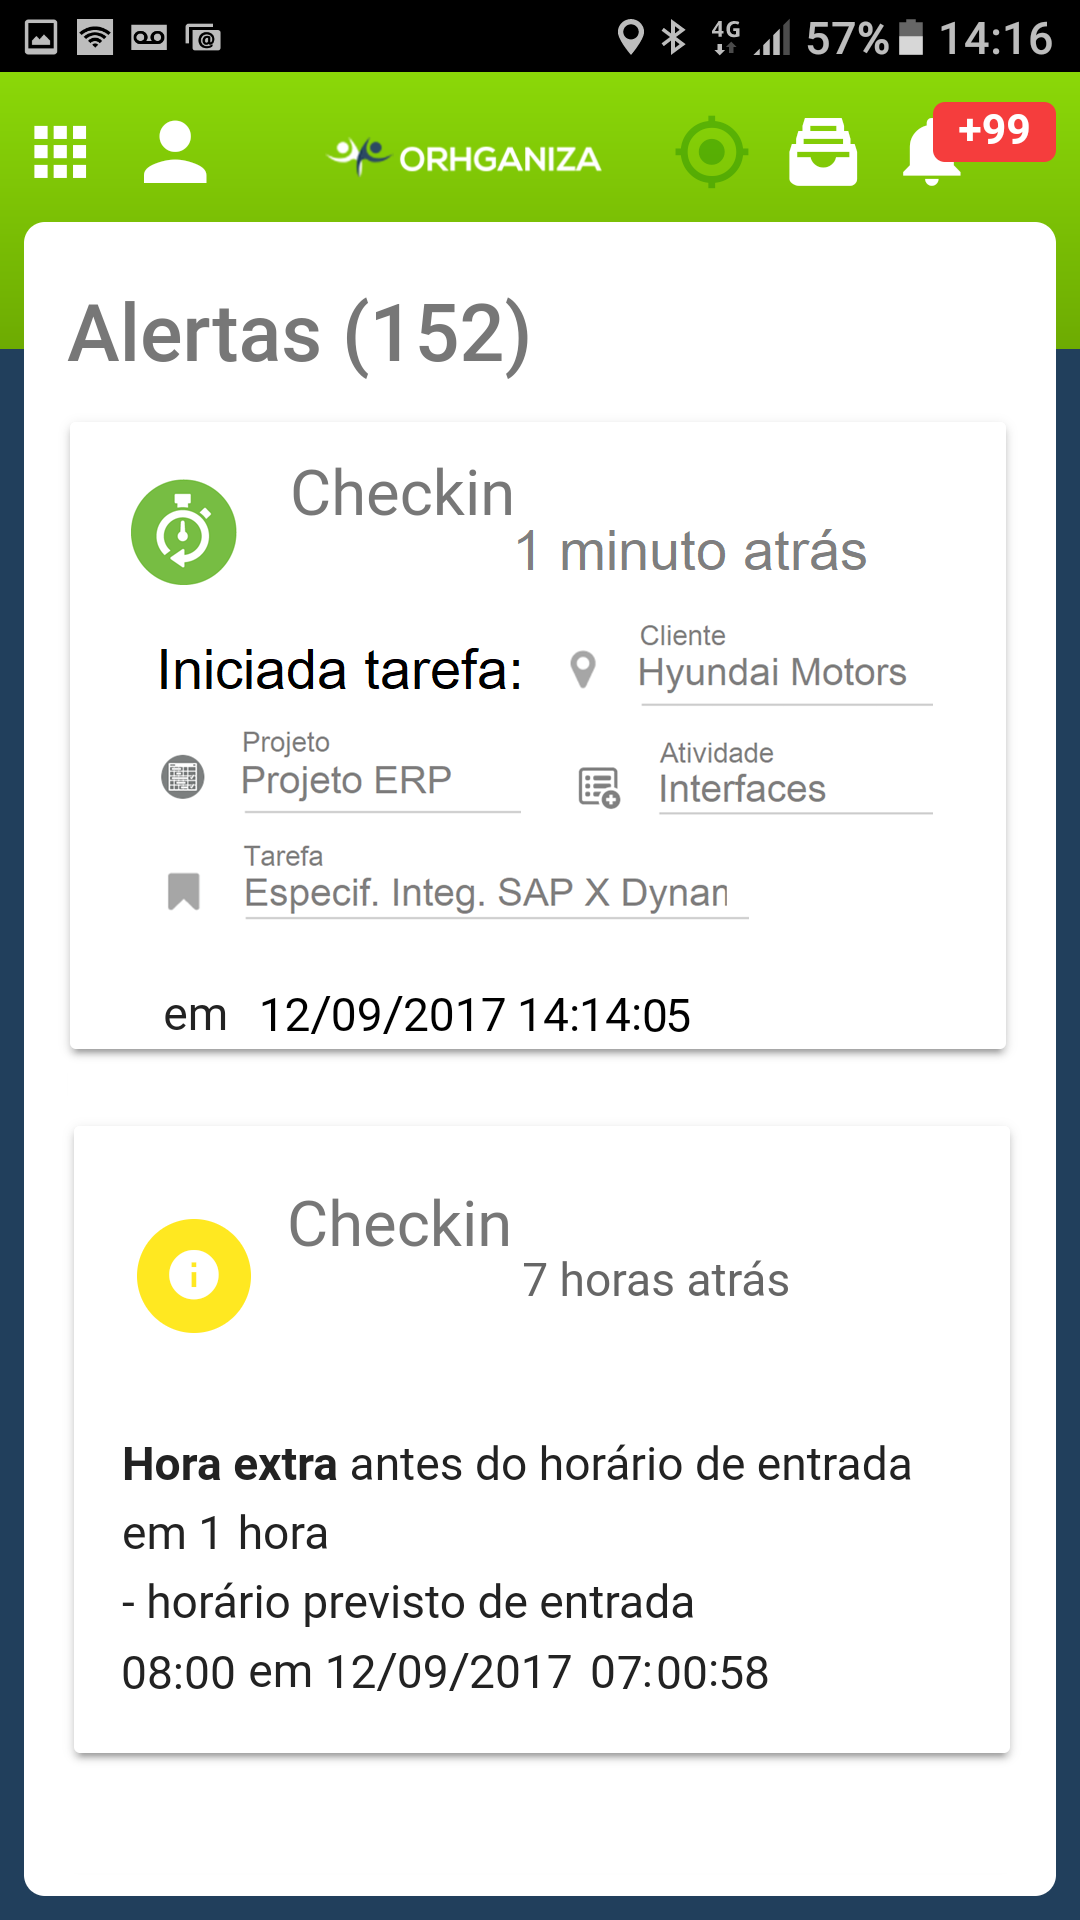 4G 57% 14:16
ORHGANIZA +99
Alertas (152)
Checkin
1 minuto atrás
Iniciada tarefa:
Cliente
Hyundai Motors
Projeto
Projeto ERP
Atividade
Interfaces
Tarefa
Especif. Integ. SAP X Dynan
em 12/09/2017 14:14:05
Checkin
7 horas atrás
Hora extra antes do horário de entrada
em 1 hora
- horário previsto de entrada
08:00 em 12/09/2017 07:00:58